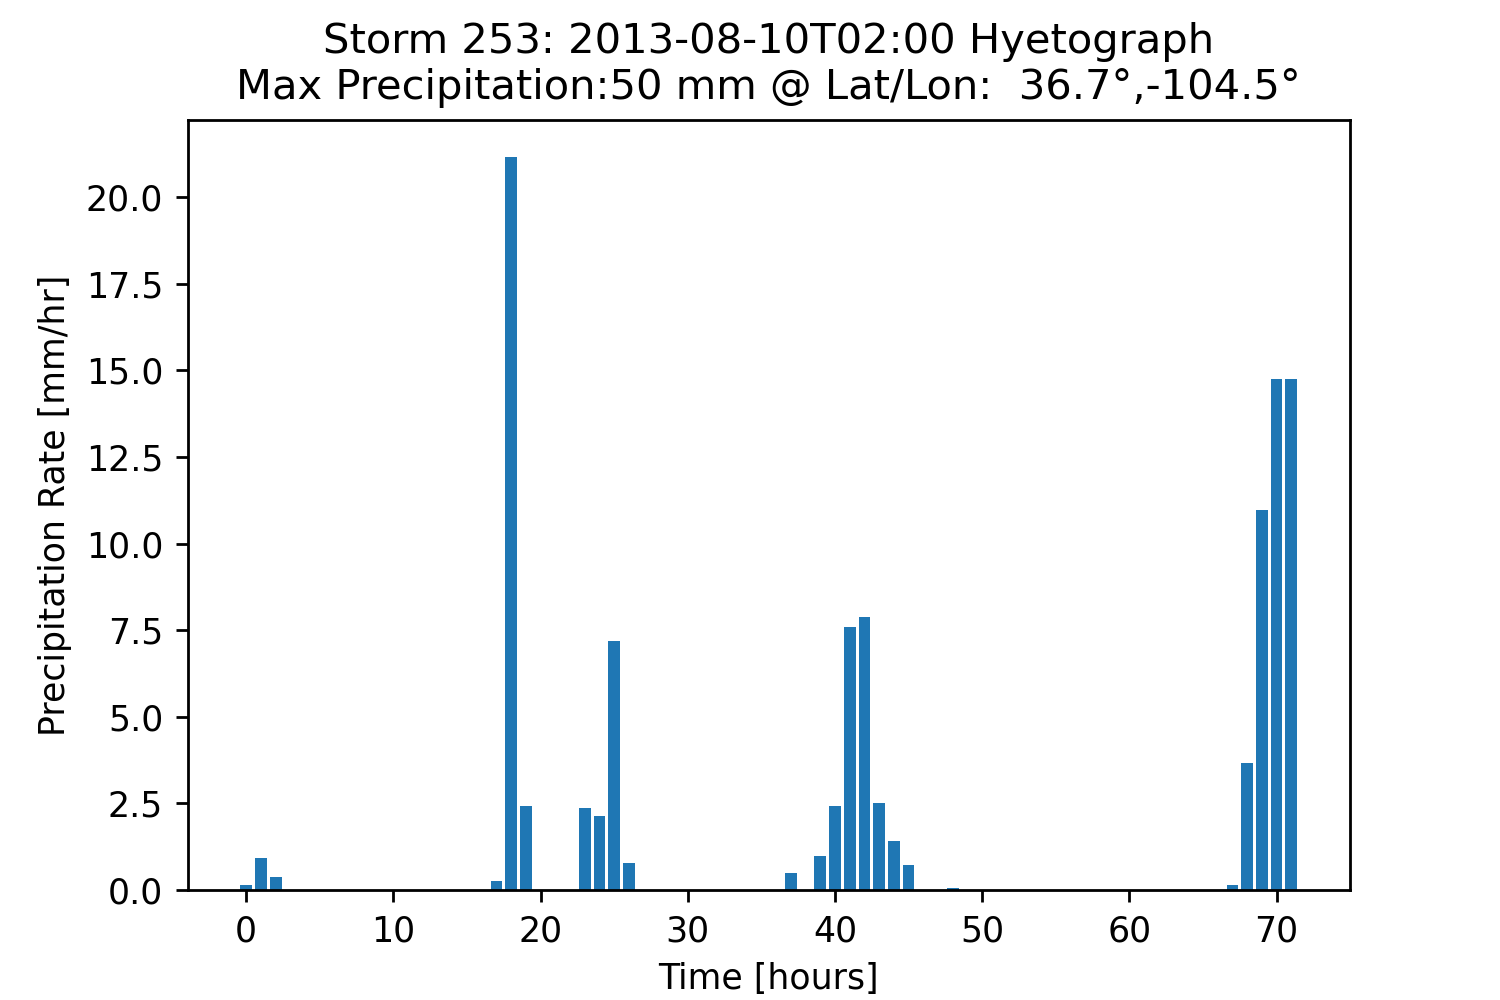 Storm 253: 2013-08-10T02:00 Hyetograph
Max Precipitation:50 mm @ Lat/Lon:  36.7°,-104.5°
Precipitation Rate [mm/hr]
20.0
17.5
15.0
12.5
10.0
7.5
5.0
2.5
0.0
0 10 20 30 40 50 60 70
Time [hours]